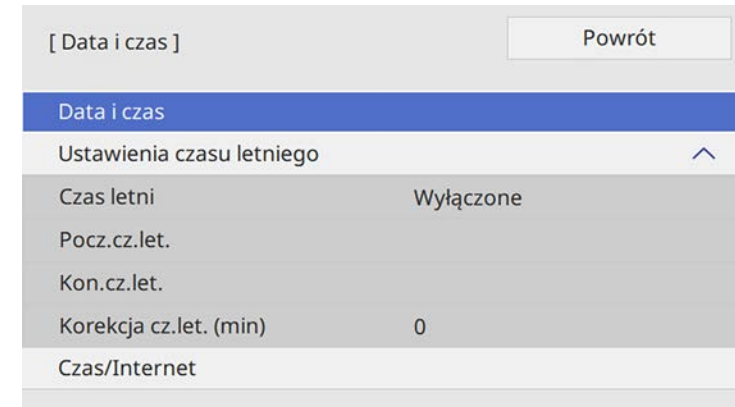 [ Data i czas ]
Powrót
Data i czas
Ustawienia czasu letniego
Czas letni Wyłączone
Pocz.cz.let.
Kon.cz.let.
Korekcja cz.let. (min) 0
Czas/Internet